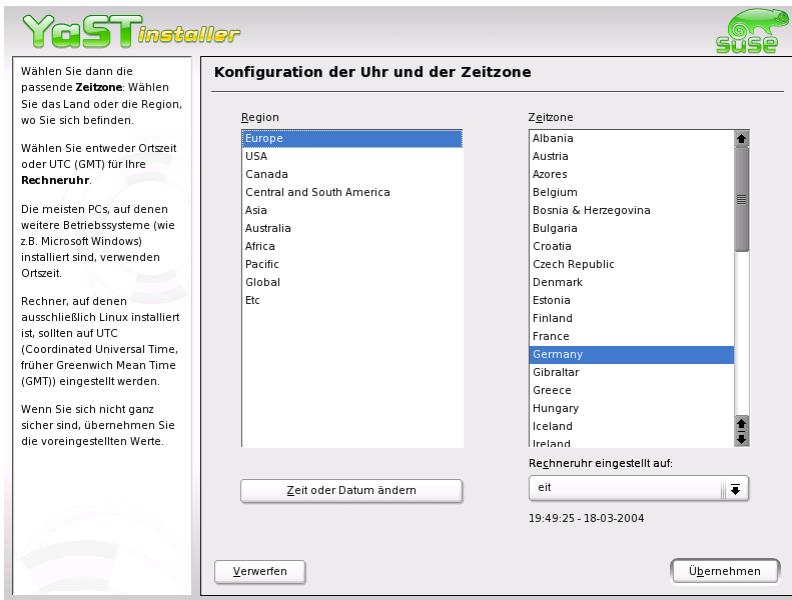 YaST installer
SUSE
Wählen Sie dann die
passende Zeitzone: Wählen
Sie das Land oder die Region,
wo Sie sich befinden.
Wählen Sie entweder Ortszeit
oder UTC (GMT) für Ihre
Rechneruhr.
Die meisten PCs, auf denen
weitere Betriebssysteme (wie
z.B. Microsoft Windows)
installiert sind, verwenden
Ortszeit.
Rechner, auf denen
ausschließlich Linux installiert
ist, sollten auf UTC
(Coordinated Universal Time,
früher Greenwich Mean Time
(GMT)) eingestellt werden.
Wenn Sie sich nicht ganz
sicher sind, übernehmen Sie
die voreingestellten Werte.
Konfiguration der Uhr und der Zeitzone
Region
Europe
USA
Canada
Central and South America
Asia
Australia
Africa
Pacific
Global
Etc
Zeit oder Datum ändern
Zeitzone
Albania
Austria
Azores
Belgium
Bosnia & Herzegovina
Bulgaria
Croatia
Czech Republic
Denmark
Estonia
Finland
France
Germany
Gibraltar
Greece
Hungary
Iceland
Ireland
Rechneruhr eingestellt auf:
eit
19:49:25 - 18-03-2004
Verwerfen
Übernehmen